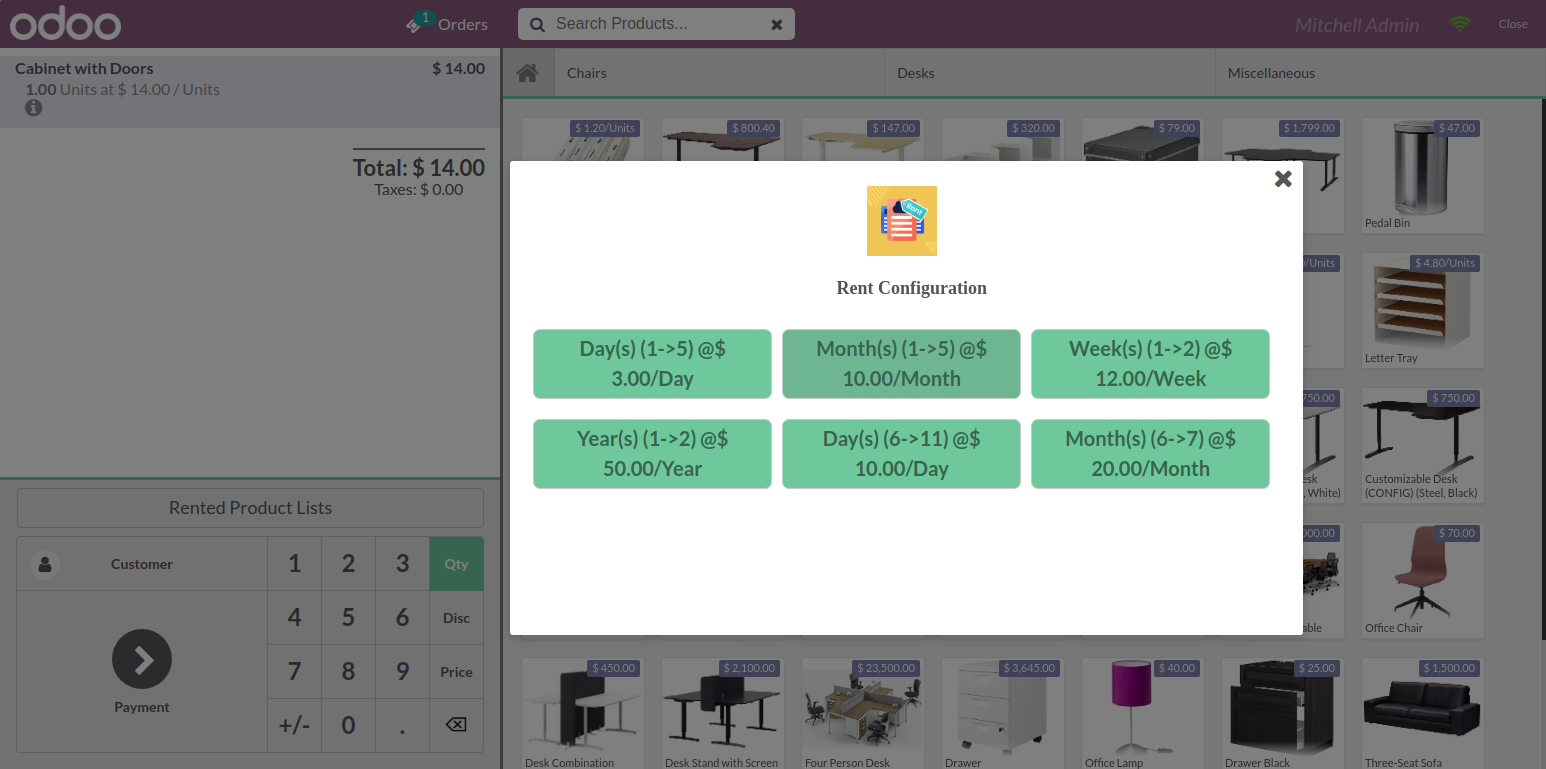 odoo
1
Orders
Search Products...
Mitchell Admin
Close
Cabinet with Doors
$ 14.00
1.00 Units at $ 14.00 / Units
Total: $ 14.00
Taxes: $ 0.00
Chairs
Desks
Miscellaneous
$ 1.20/Units
$ 800.40
$ 147.00
$ 320.00
$ 79.00
$ 1,799.00
$ 47.00
Pedal Bin
Rent
Rent Configuration
Day(s) (1->5) @$
3.00/Day
Month(s) (1->5) @$
10.00/Month
Week(s) (1->2) @$
12.00/Week
Year(s) (1->2) @$
50.00/Year
Day(s) (6->11) @$
10.00/Day
Month(s) (6->7) @$
20.00/Month
/Units
$ 4.80/Units
Letter Tray
750.00
$ 750.00
esk
, White)
Customizable Desk
(CONFIG) (Steel, Black)
000.00
$ 70.00
able
Office Chair
Rented Product Lists
Customer
1
2
3
Qty
4
5
6
Disc
7
8
9
Price
+/-
0
.
Payment
$ 450.00
$ 2,100.00
$ 23,500.00
$ 3,645.00
$ 40.00
$ 25.00
$ 1,500.00
Desk Combination
Desk Stand with Screen
Four Person Desk
Drawer
Office Lamp
Drawer Black
Three-Seat Sofa